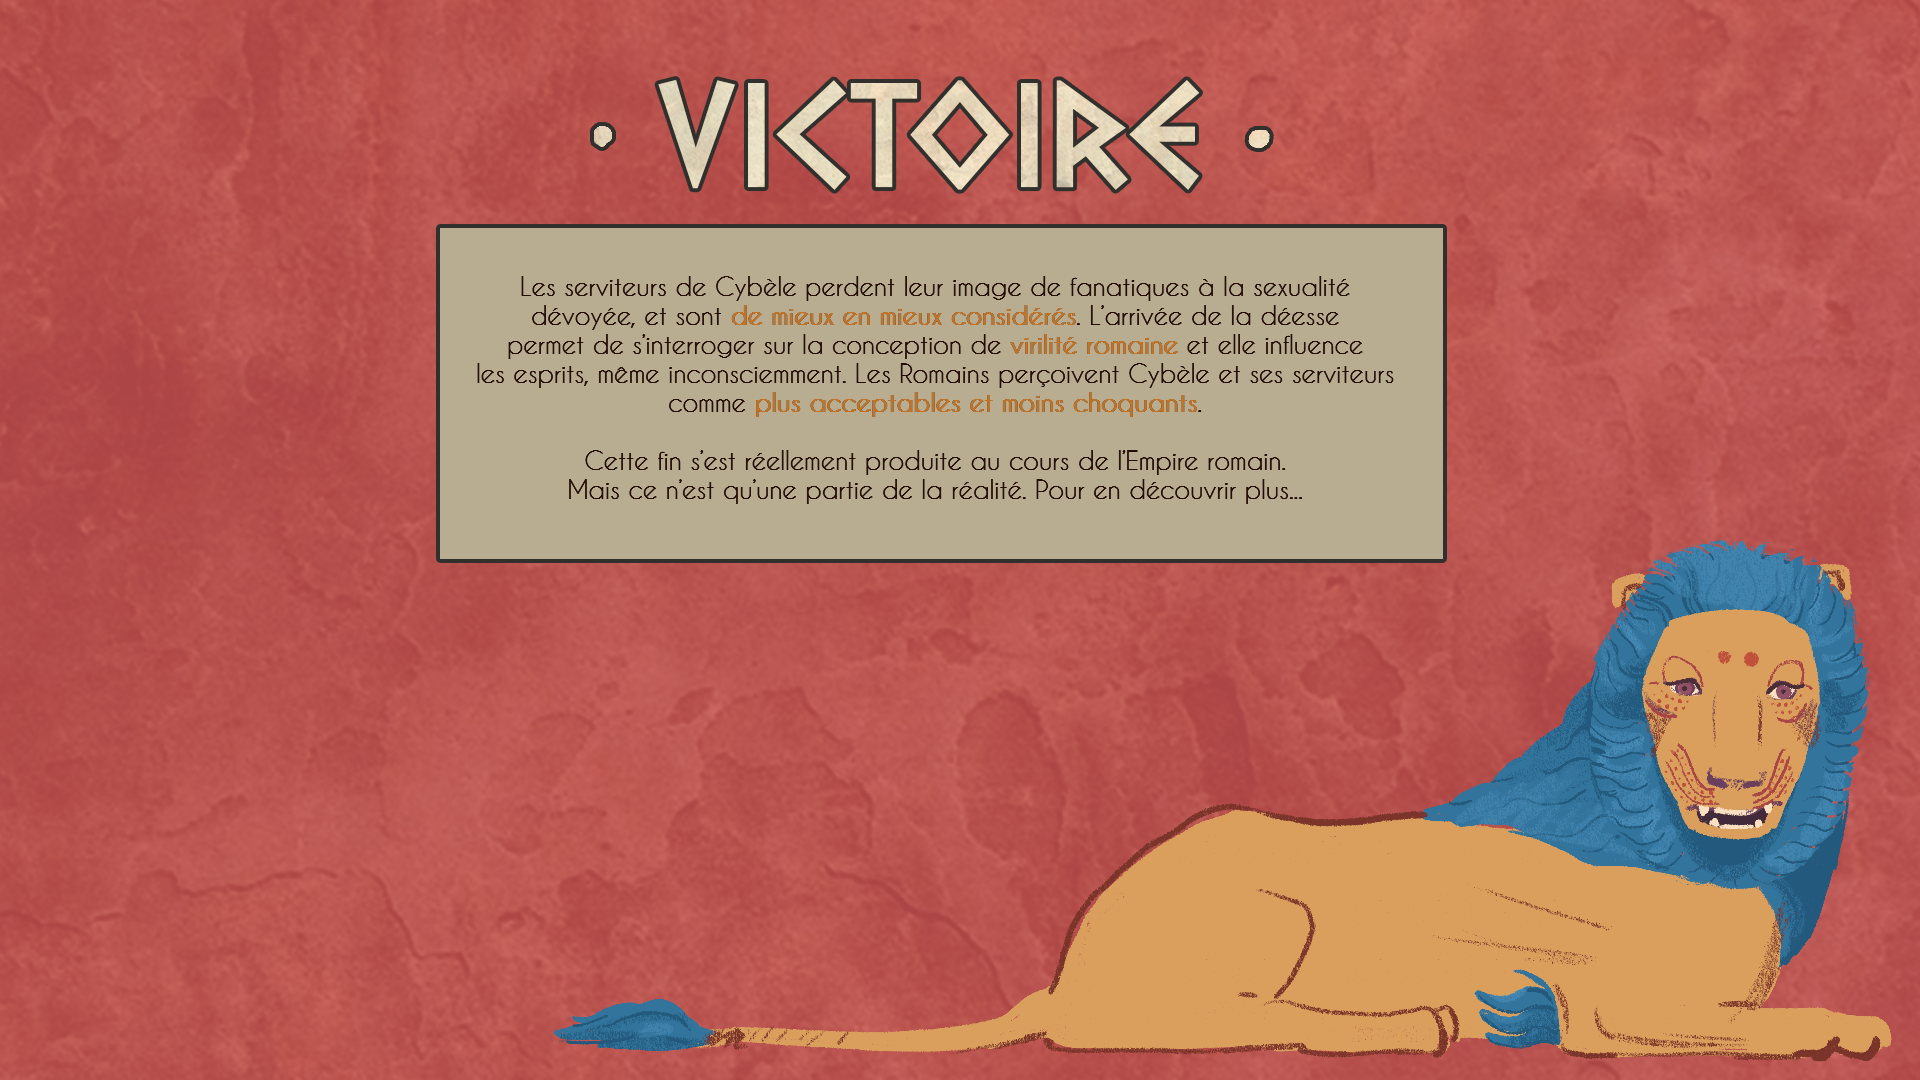 • VICTOIRE •
Les serviteurs de Cybèle perdent leur image de fanatiques à la sexualité
dévoyée, et sont de mieux en mieux considérés. L'arrivée de la déesse
permet de s'interroger sur la conception de virilité romaine et elle influence
les esprits, même inconsciemment. Les Romains perçoivent Cybèle et ses serviteurs
comme plus acceptables et moins choquants.
Cette fin s'est réellement produite au cours de l'Empire romain.
Mais ce n'est qu'une partie de la réalité. Pour en découvrir plus...